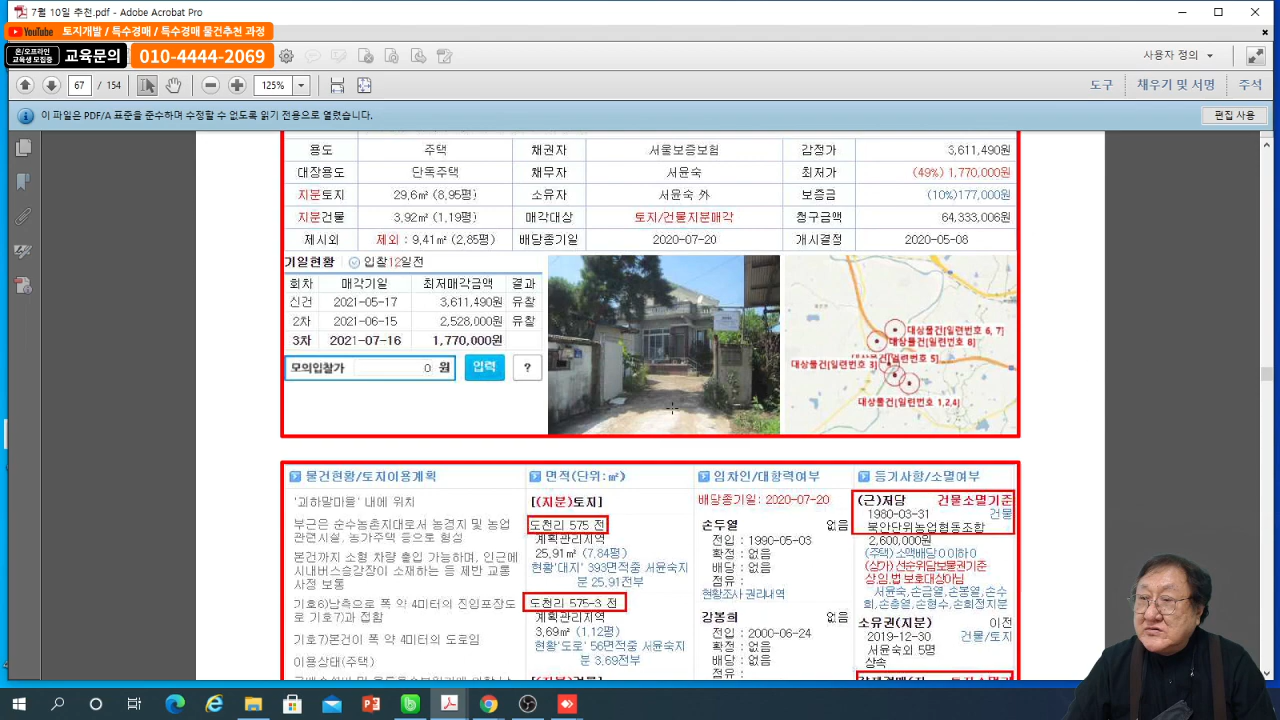 7월 10일 추천.pdf - Adobe Acrobat Pro
YouTube 토지개발 / 특수경매 / 특수경매 물건추천 과정
온/오프라인 교육생 모집중 교육문의 010-4444-2069
사용자 정의
67 / 154 125% 도구 채우기 및 서명 주석
이 파일은 PDF/A 표준을 준수하며 수정할 수 없도록 읽기 전용으로 열렸습니다. 편집 사용
용도 주택 채권자 서울보증보험 감정가 3,611,490원
대장용도 단독주택 채무자 서윤숙 최저가 (49%) 1,770,000원
지분토지 29.6㎡ (8.95평) 소유자 서윤숙 外 보증금 (10%)177,000원
지분건물 3.92㎡ (1.19평) 매각대상 토지/건물지분매각 청구금액 64,333,006원
제시외 제외 : 9.41㎡ (2.85평) 배당종기일 2020-07-20 개시결정 2020-05-08
기일현황 입찰12일전
회차 매각기일 최저매각금액 결과
신건 2021-05-17 3,611,490원 유찰
2차 2021-06-15 2,528,000원 유찰
3차 2021-07-16 1,770,000원
모의입찰가 0 원 입력 ?
대상물건[일련번호 6, 7]
대상물건[일련번호 8]
대상물건[일련번호 5]
대상물건[일련번호 3]
대상물건[일련번호 1,2,4]
물건현황/토지이용계획
'괴하말마을' 내에 위치
부근은 순수농촌지대로서 농경지 및 농업
관련시설, 농가주택 등으로 형성
본건까지 소형 차량 출입 가능하며, 인근에
시내버스승강장이 소재하는 등 제반 교통
사정 보통
기호6)남측으로 폭 약 4미터의 진입포장도
로 기호7)과 접함
기호7)본건이 폭 약 4미터의 도로임
이용상태(주택)
면적(단위:㎡)
[(지분)토지]
도천리 575 전
계획관리지역
25.91㎡ (7.84평)
현황'대지' 393면적중 서윤숙지
분 25.91전부
도천리 575-3 전
계획관리지역
3.69㎡ (1.12평)
현황'도로' 56면적중 서윤숙지
분 3.69전부
임차인/대항력여부
배당종기일: 2020-07-20
손두열 없음
전입 : 1990-05-03
확정 : 없음
배당 : 없음
점유 :
현황조사 권리내역
강봉희 없음
전입 : 2000-06-24
확정 : 없음
배당 : 없음
점유 :
등기사항/소멸여부
(근)저당 건물소멸기준
1980-03-31 건물
북안단위농업협동조합
2,600,000원
(주택) 소액배당 0 이하 0
(상가) 선순위담보물권기준
상,임,법 보호대상아님
서윤숙, 손금열, 손봉열, 손수
희, 손총열, 손형수, 손희정지분
소유권(지분) 이전
2019-12-30 건물/토지
서윤숙외 5명
상속